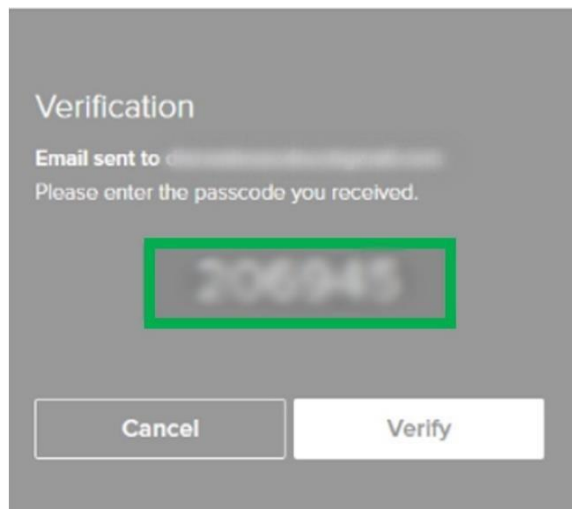 Verification
Email sent to
Please enter the passcode you received.
Cancel
Verify